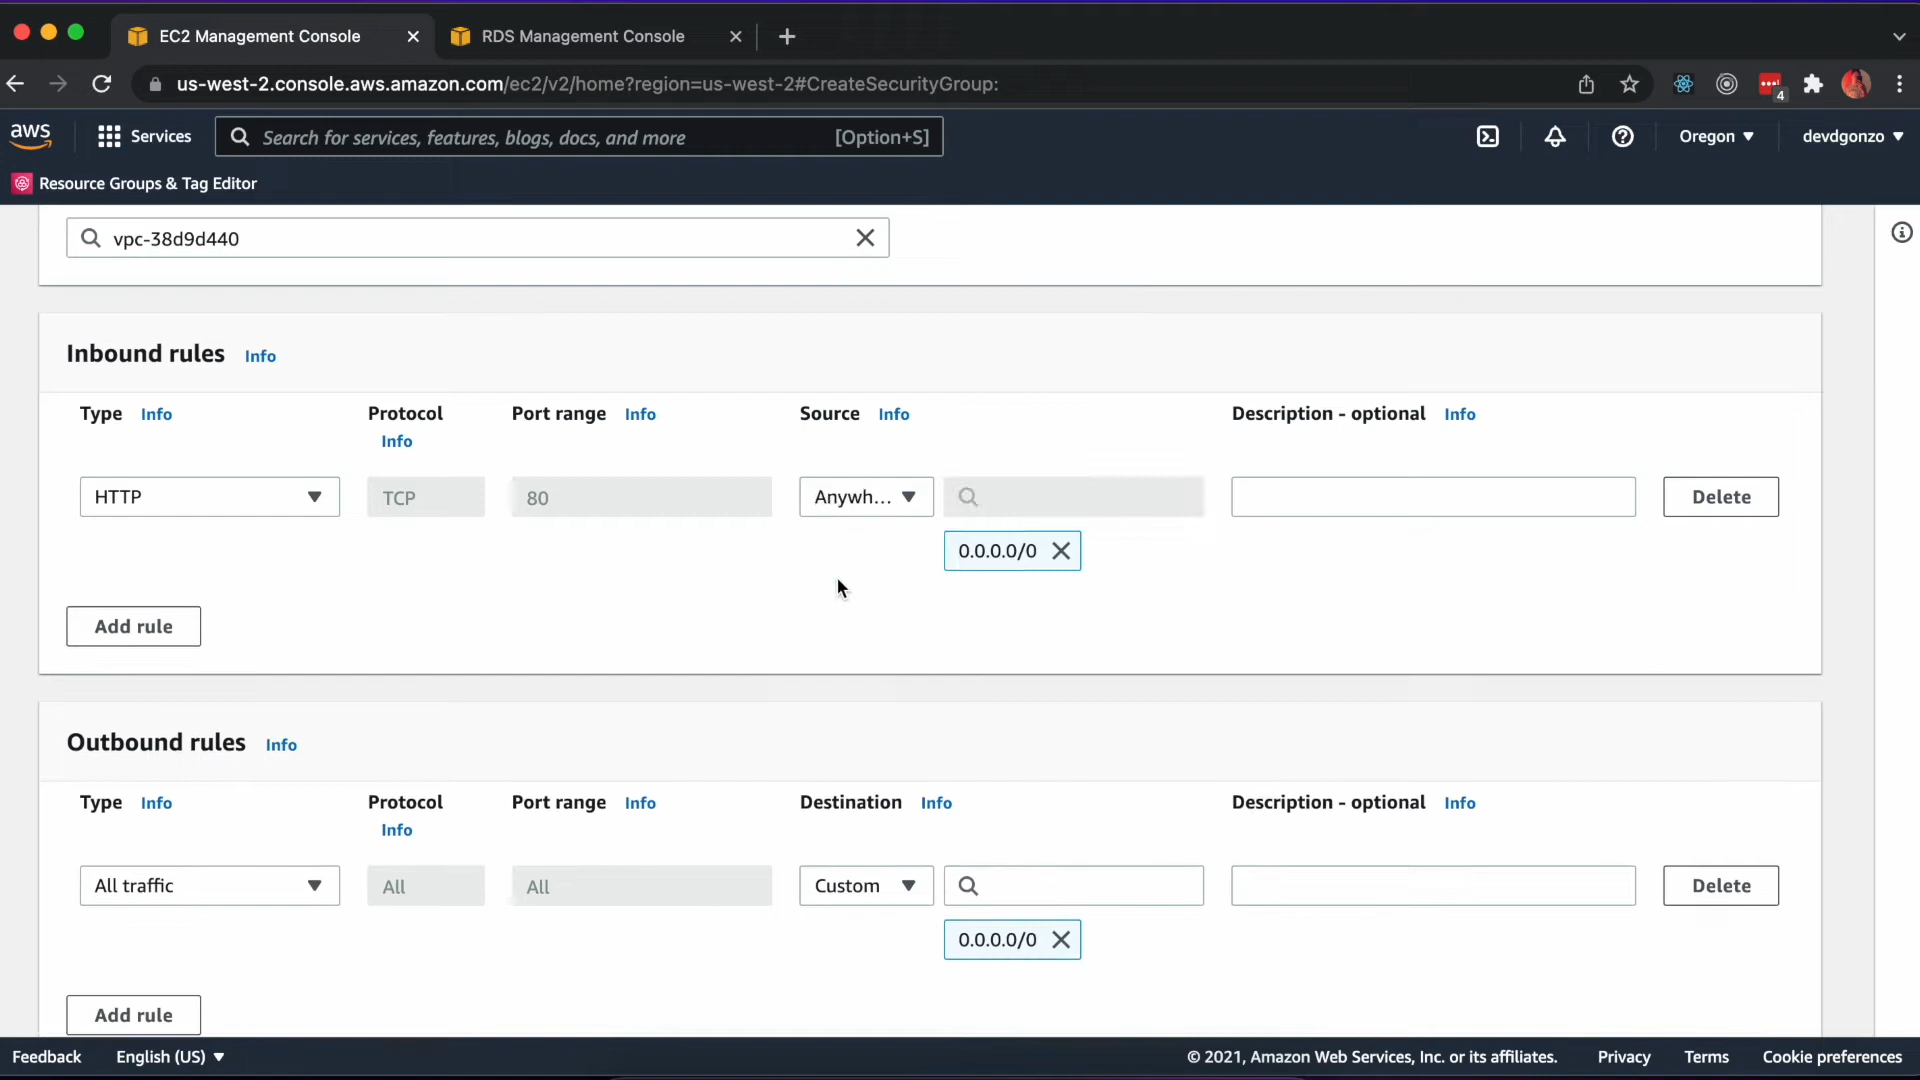 EC2 Management Console
RDS Management Console
us-west-2.console.aws.amazon.com/ec2/v2/home?region=us-west-2#CreateSecurityGroup:
4
aws
Services
Search for services, features, blogs, docs, and more [Option+S]
Oregon
devdgonzo
Resource Groups & Tag Editor
vpc-38d9d440
Inbound rules Info
Type Info Protocol Info Port range Info Source Info Description - optional Info
HTTP TCP 80 Anywh... Delete
0.0.0.0/0
Add rule
Outbound rules Info
Type Info Protocol Info Port range Info Destination Info Description - optional Info
All traffic All All Custom Delete
0.0.0.0/0
Add rule
Feedback English (US) © 2021, Amazon Web Services, Inc. or its affiliates. Privacy Terms Cookie preferences